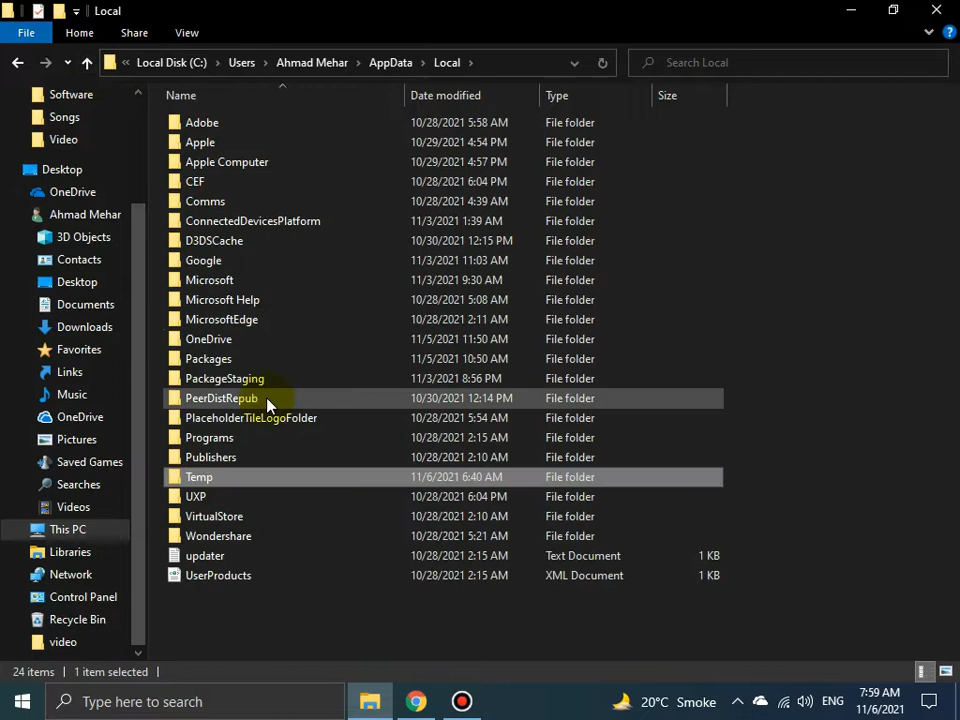 Local
File Home Share View
« Local Disk (C:) › Users › Ahmad Mehar › AppData › Local › Search Local
Name Date modified Type Size
Software
Songs
Video
Desktop
OneDrive
Ahmad Mehar
3D Objects
Contacts
Desktop
Documents
Downloads
Favorites
Links
Music
OneDrive
Pictures
Saved Games
Searches
Videos
This PC
Libraries
Network
Control Panel
Recycle Bin
video
Adobe 10/28/2021 5:58 AM File folder
Apple 10/29/2021 4:54 PM File folder
Apple Computer 10/29/2021 4:57 PM File folder
CEF 10/28/2021 6:04 PM File folder
Comms 10/28/2021 4:39 AM File folder
ConnectedDevicesPlatform 11/3/2021 1:39 AM File folder
D3DSCache 10/30/2021 12:15 PM File folder
Google 11/3/2021 11:03 AM File folder
Microsoft 11/3/2021 9:30 AM File folder
Microsoft Help 10/28/2021 5:08 AM File folder
MicrosoftEdge 10/28/2021 2:11 AM File folder
OneDrive 11/5/2021 11:50 AM File folder
Packages 11/5/2021 10:50 AM File folder
PackageStaging 11/3/2021 8:56 PM File folder
PeerDistRepub 10/30/2021 12:14 PM File folder
PlaceholderTileLogoFolder 10/28/2021 5:54 AM File folder
Programs 10/28/2021 2:15 AM File folder
Publishers 10/28/2021 2:10 AM File folder
Temp 11/6/2021 6:40 AM File folder
UXP 10/28/2021 6:04 PM File folder
VirtualStore 10/28/2021 2:10 AM File folder
Wondershare 10/28/2021 5:21 AM File folder
updater 10/28/2021 2:15 AM Text Document 1 KB
UserProducts 10/28/2021 2:15 AM XML Document 1 KB
24 items 1 item selected
Type here to search 20°C Smoke ENG 7:59 AM
11/6/2021